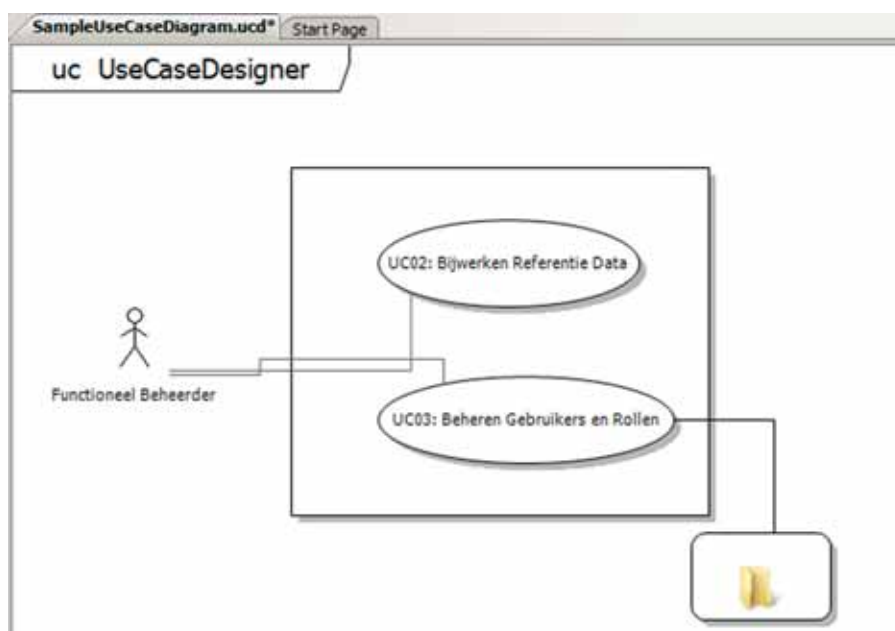 SampleUseCaseDiagram.ucd* Start Page
uc UseCaseDesigner
UC02: Bijwerken Referentie Data
Functioneel Beheerder
UC03: Beheren Gebruikers en Rollen